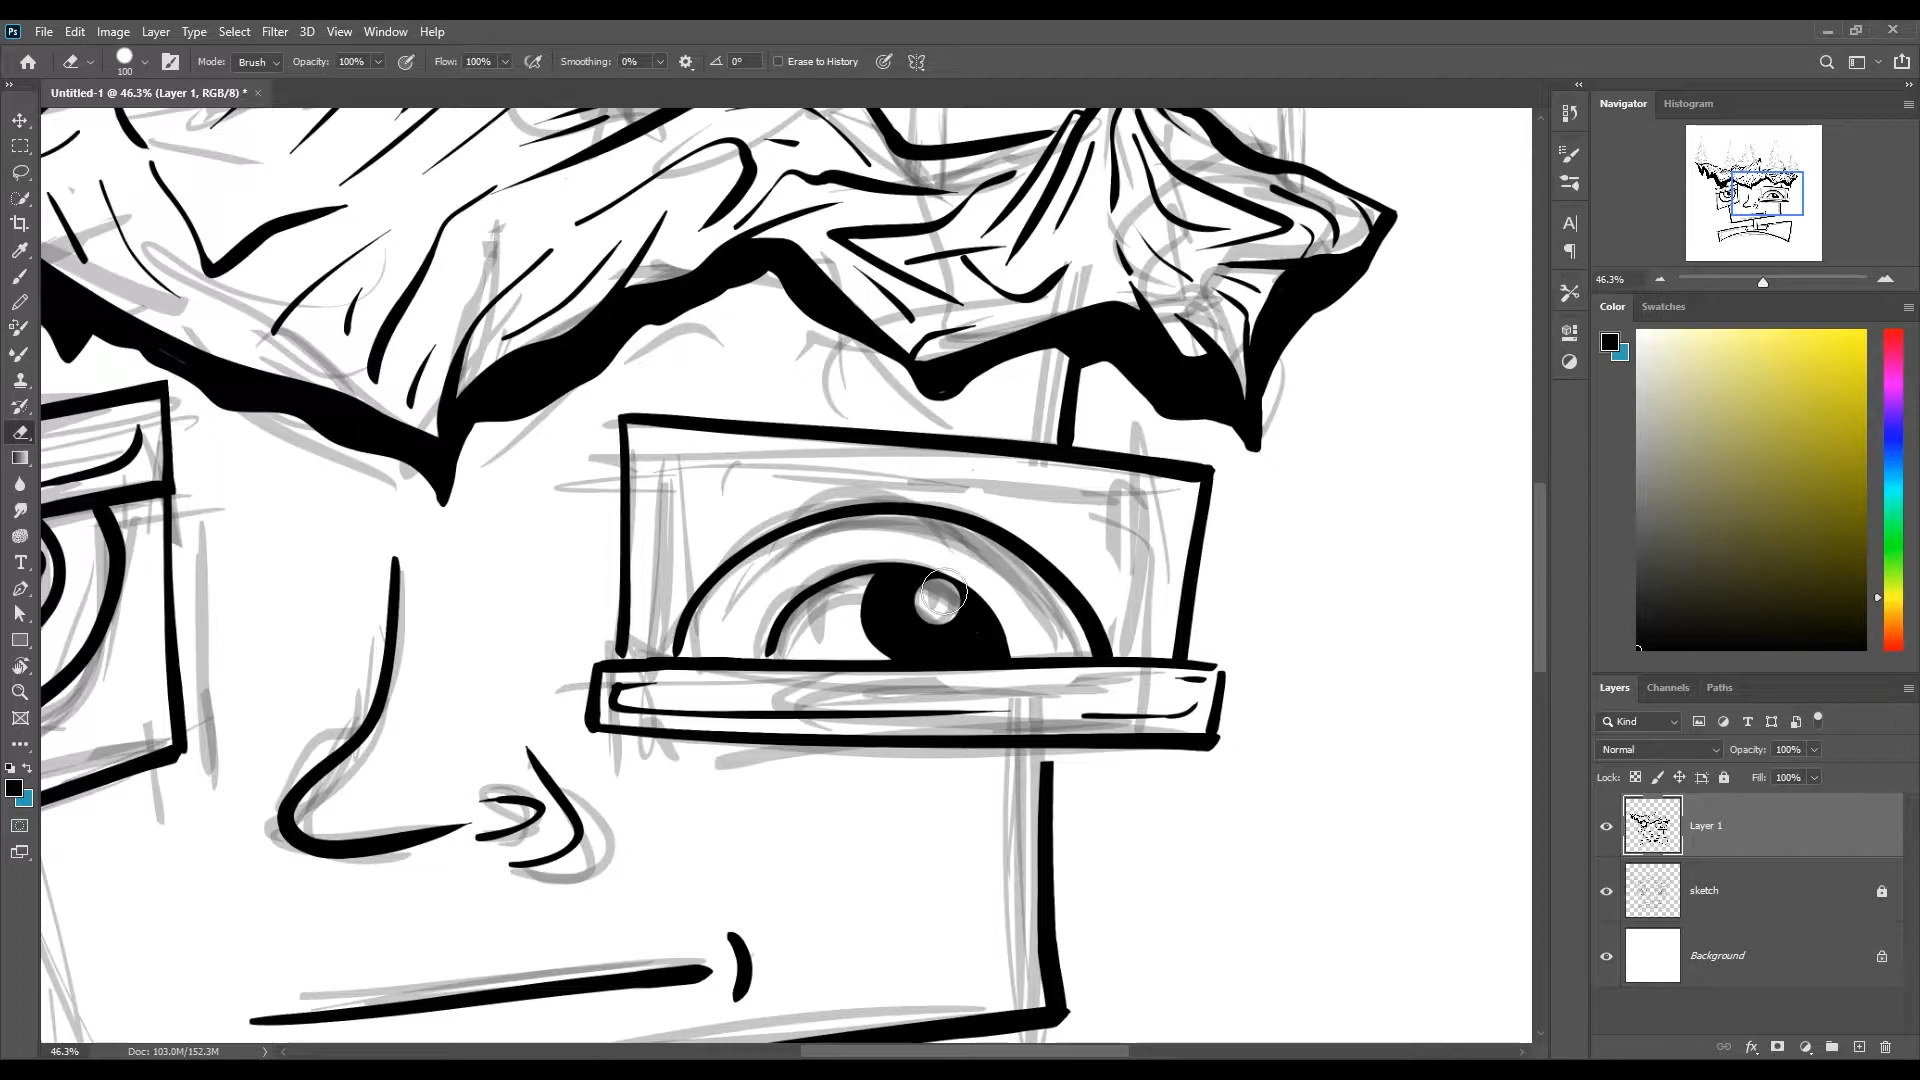 Ps File Edit Image Layer Type Select Filter 3D View Window Help
100 Mode: Brush Opacity: 100% Flow: 100% Smoothing: 0% 0° Erase to History
Untitled-1 @ 46.3% (Layer 1, RGB/8) * ×
Navigator Histogram
46.3%
Color Swatches
Layers Channels Paths
Kind
Normal Opacity: 100%
Lock: Fill: 100%
Layer 1
sketch
Background
fx
46.3% Doc: 103.0M/152.3M